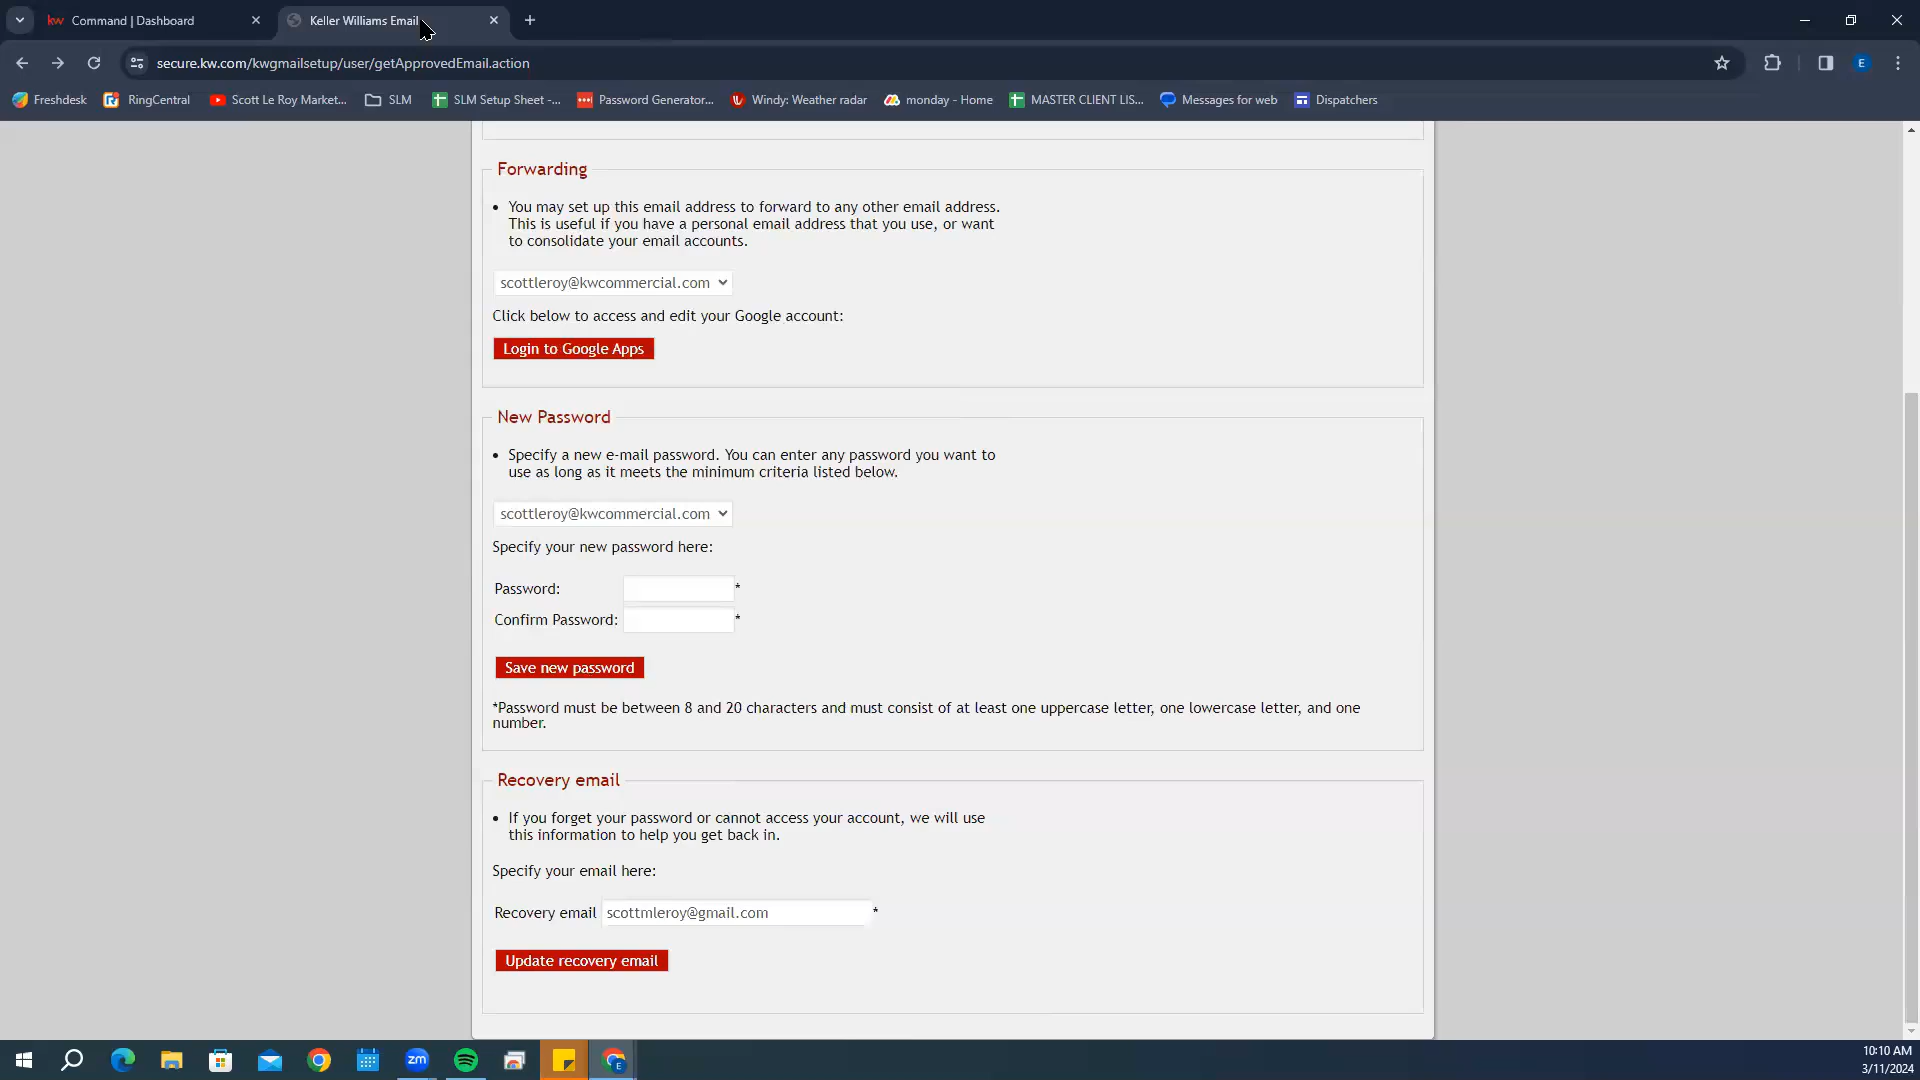 kw Command | Dashboard
Keller Williams Email
secure.kw.com/kwgmailsetup/user/getApprovedEmail.action
E
Freshdesk
RingCentral
Scott Le Roy Market...
SLM
SLM Setup Sheet -...
Password Generator...
Windy: Weather radar
monday - Home
MASTER CLIENT LIS...
Messages for web
Dispatchers
Forwarding
• You may set up this email address to forward to any other email address.
This is useful if you have a personal email address that you use, or want
to consolidate your email accounts.
scottleroy@kwcommercial.com
Click below to access and edit your Google account:
Login to Google Apps
New Password
• Specify a new e-mail password. You can enter any password you want to
use as long as it meets the minimum criteria listed below.
scottleroy@kwcommercial.com
Specify your new password here:
Password: *
Confirm Password: *
Save new password
*Password must be between 8 and 20 characters and must consist of at least one uppercase letter, one lowercase letter, and one
number.
Recovery email
• If you forget your password or cannot access your account, we will use
this information to help you get back in.
Specify your email here:
Recovery email scottmleroy@gmail.com *
Update recovery email
zm
E
10:10 AM
3/11/2024